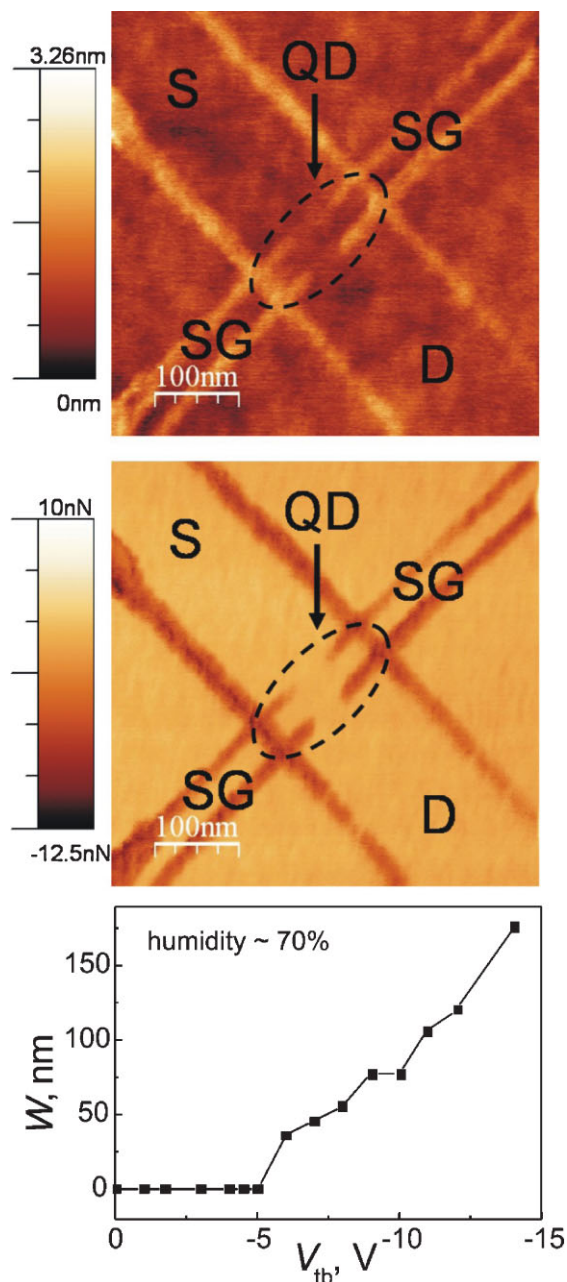 3.26nm
0nm
S
QD
SG
SG
D
100nm
10nN
-12.5nN
S
QD
SG
SG
D
100nm
humidity ~ 70%
W, nm
150
100
50
0
0 -5 -10 -15
V_tb, V